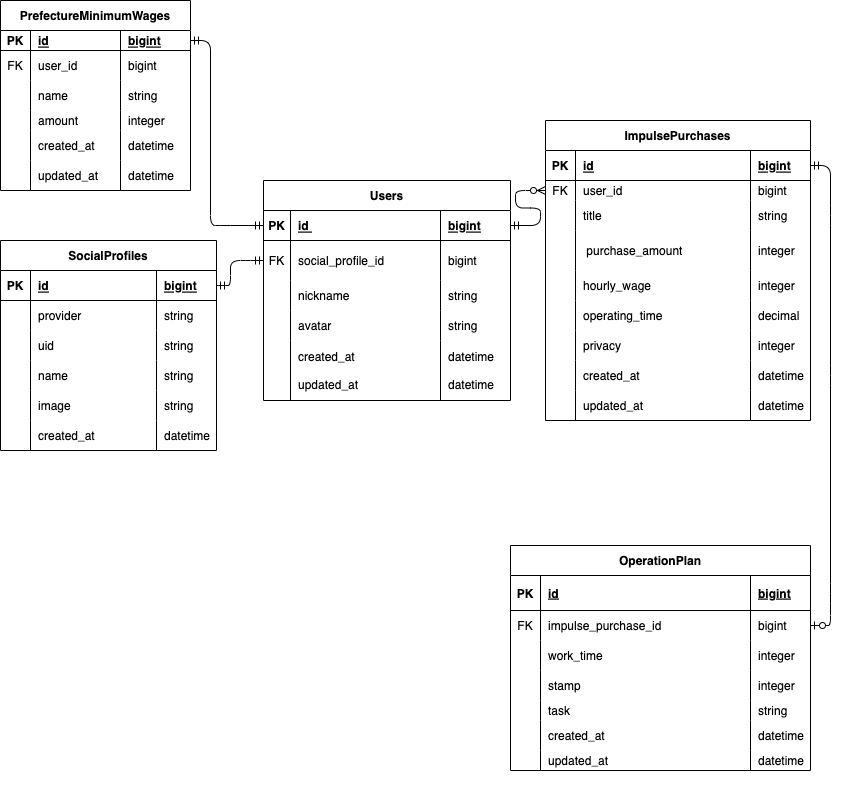 PrefectureMinimumWages
PK id bigint
FK user_id bigint
name string
amount integer
created_at datetime
updated_at datetime
SocialProfiles
PK id bigint
provider string
uid string
name string
image string
created_at datetime
Users
PK id bigint
FK social_profile_id bigint
nickname string
avatar string
created_at datetime
updated_at datetime
ImpulsePurchases
PK id bigint
FK user_id bigint
title string
purchase_amount integer
hourly_wage integer
operating_time decimal
privacy integer
created_at datetime
updated_at datetime
OperationPlan
PK id bigint
FK impulse_purchase_id bigint
work_time integer
stamp integer
task string
created_at datetime
updated_at datetime